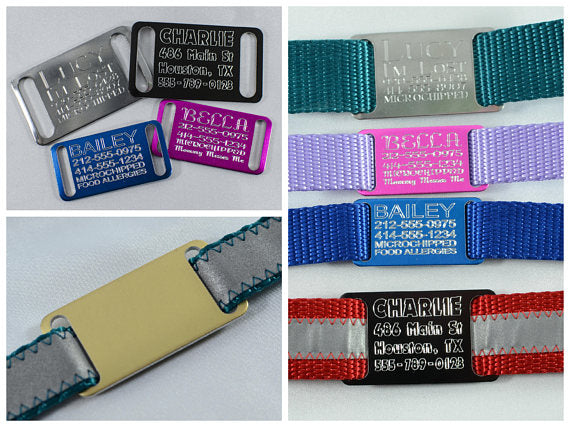 LUCY
I'M LOST
MICROCHIPPED
CHARLIE
486 Main St
Houston, TX
555-789-0123
BAILEY
212-555-0975
414-555-1234
MICROCHIPPED
FOOD ALLERGIES
BELLA
212-555-0975
414-555-1234
MICROCHIPPED
Mommy Misses Me
LUCY
I'M LOST
MICROCHIPPED
BELLA
212-555-0975
414-555-1234
MICROCHIPPED
Mommy Misses Me
BAILEY
212-555-0975
414-555-1234
MICROCHIPPED
FOOD ALLERGIES
CHARLIE
486 Main St
Houston, TX
555-789-0123